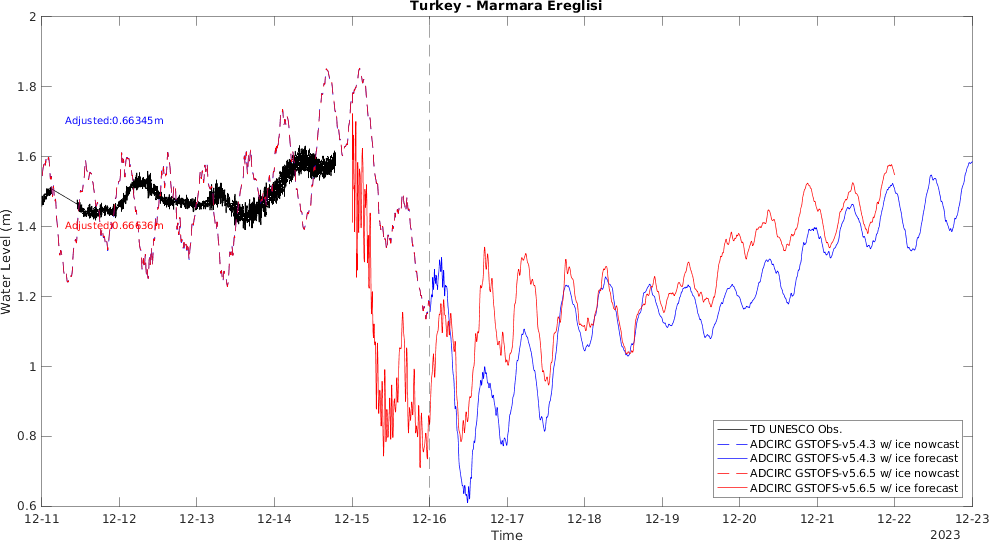 Turkey - Marmara Ereglisi
Water Level (m)
2
1.8
1.6
1.4
1.2
1
0.8
0.6
Adjusted:0.66345m
Adjusted:0.66636m
TD UNESCO Obs.
ADCIRC GSTOFS-v5.4.3 w/ ice nowcast
ADCIRC GSTOFS-v5.4.3 w/ ice forecast
ADCIRC GSTOFS-v5.6.5 w/ ice nowcast
ADCIRC GSTOFS-v5.6.5 w/ ice forecast
12-11 12-12 12-13 12-14 12-15 12-16 12-17 12-18 12-19 12-20 12-21 12-22 12-23
Time
2023